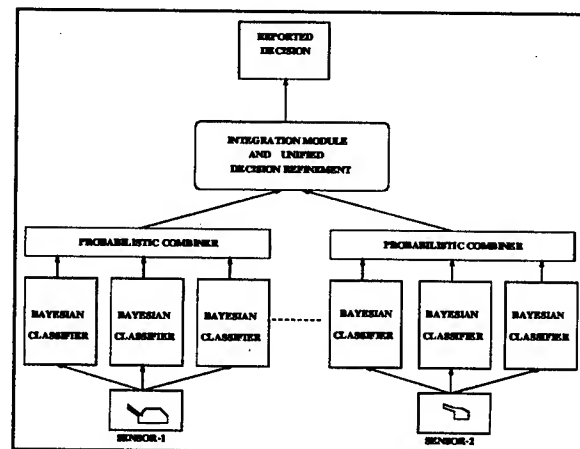 REPORTED
DECISION
INTEGRATION MODULE
AND UNIFIED
DECISION REFINEMENT
PROBABILISTIC COMBINER
PROBABILISTIC COMBINER
BAYESIAN
CLASSIFIER
BAYESIAN
CLASSIFIER
BAYESIAN
CLASSIFIER
BAYESIAN
CLASSIFIER
BAYESIAN
CLASSIFIER
BAYESIAN
CLASSIFIER
SENSOR-1
SENSOR-2